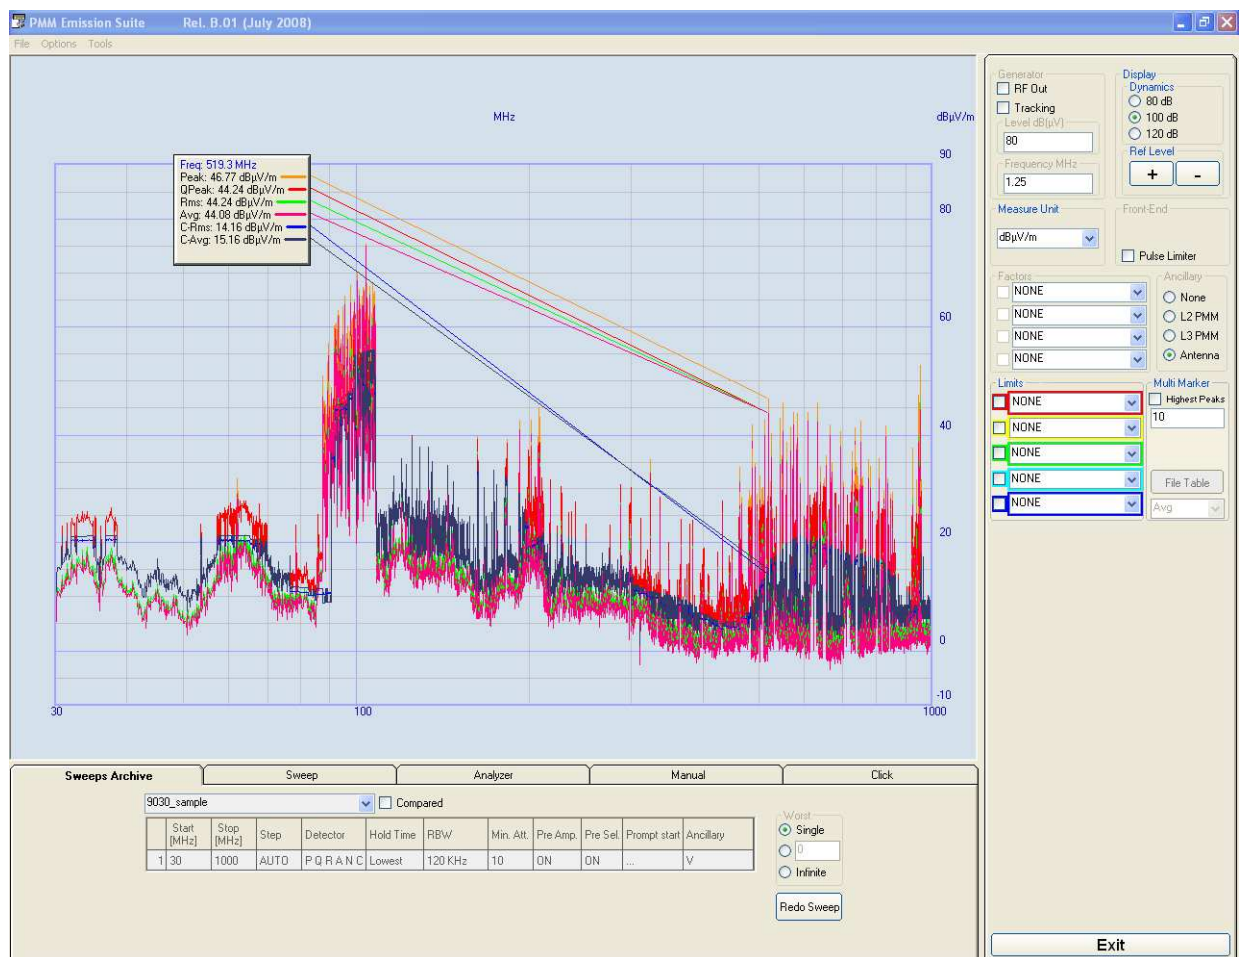 PMM Emission Suite Rel. B.01 (July 2008)
File Options Tools
MHz
dBµV/m
90
80
60
40
20
0
-10
30
100
1000
Freq: 519.3 MHz
Peak: 46.77 dBµV/m
QPeak: 44.24 dBµV/m
Rms: 44.24 dBµV/m
Avg: 44.08 dBµV/m
C-Rms: 14.16 dBµV/m
C-Avg: 15.16 dBµV/m
Generator
RF Out
Tracking
Level dB(µV)
80
Frequency MHz
1.25
Display
Dynamics
80 dB
100 dB
120 dB
Ref Level
+ -
Measure Unit
dBµV/m
Front-End
Pulse Limiter
Factors
NONE
NONE
NONE
NONE
Ancillary
None
L2 PMM
L3 PMM
Antenna
Limits
NONE
NONE
NONE
NONE
NONE
Multi Marker
Highest Peaks
10
File Table
Avg
Sweeps Archive Sweep Analyzer Manual Click
9030_sample Compared
Start [MHz] Stop [MHz] Step Detector Hold Time RBW Min. Att. Pre Amp. Pre Sel. Prompt start Ancillary
1 30 1000 AUTO P Q R A N C Lowest 120 KHz 10 ON ON ... V
Worst
Single
0
Infinite
Redo Sweep
Exit